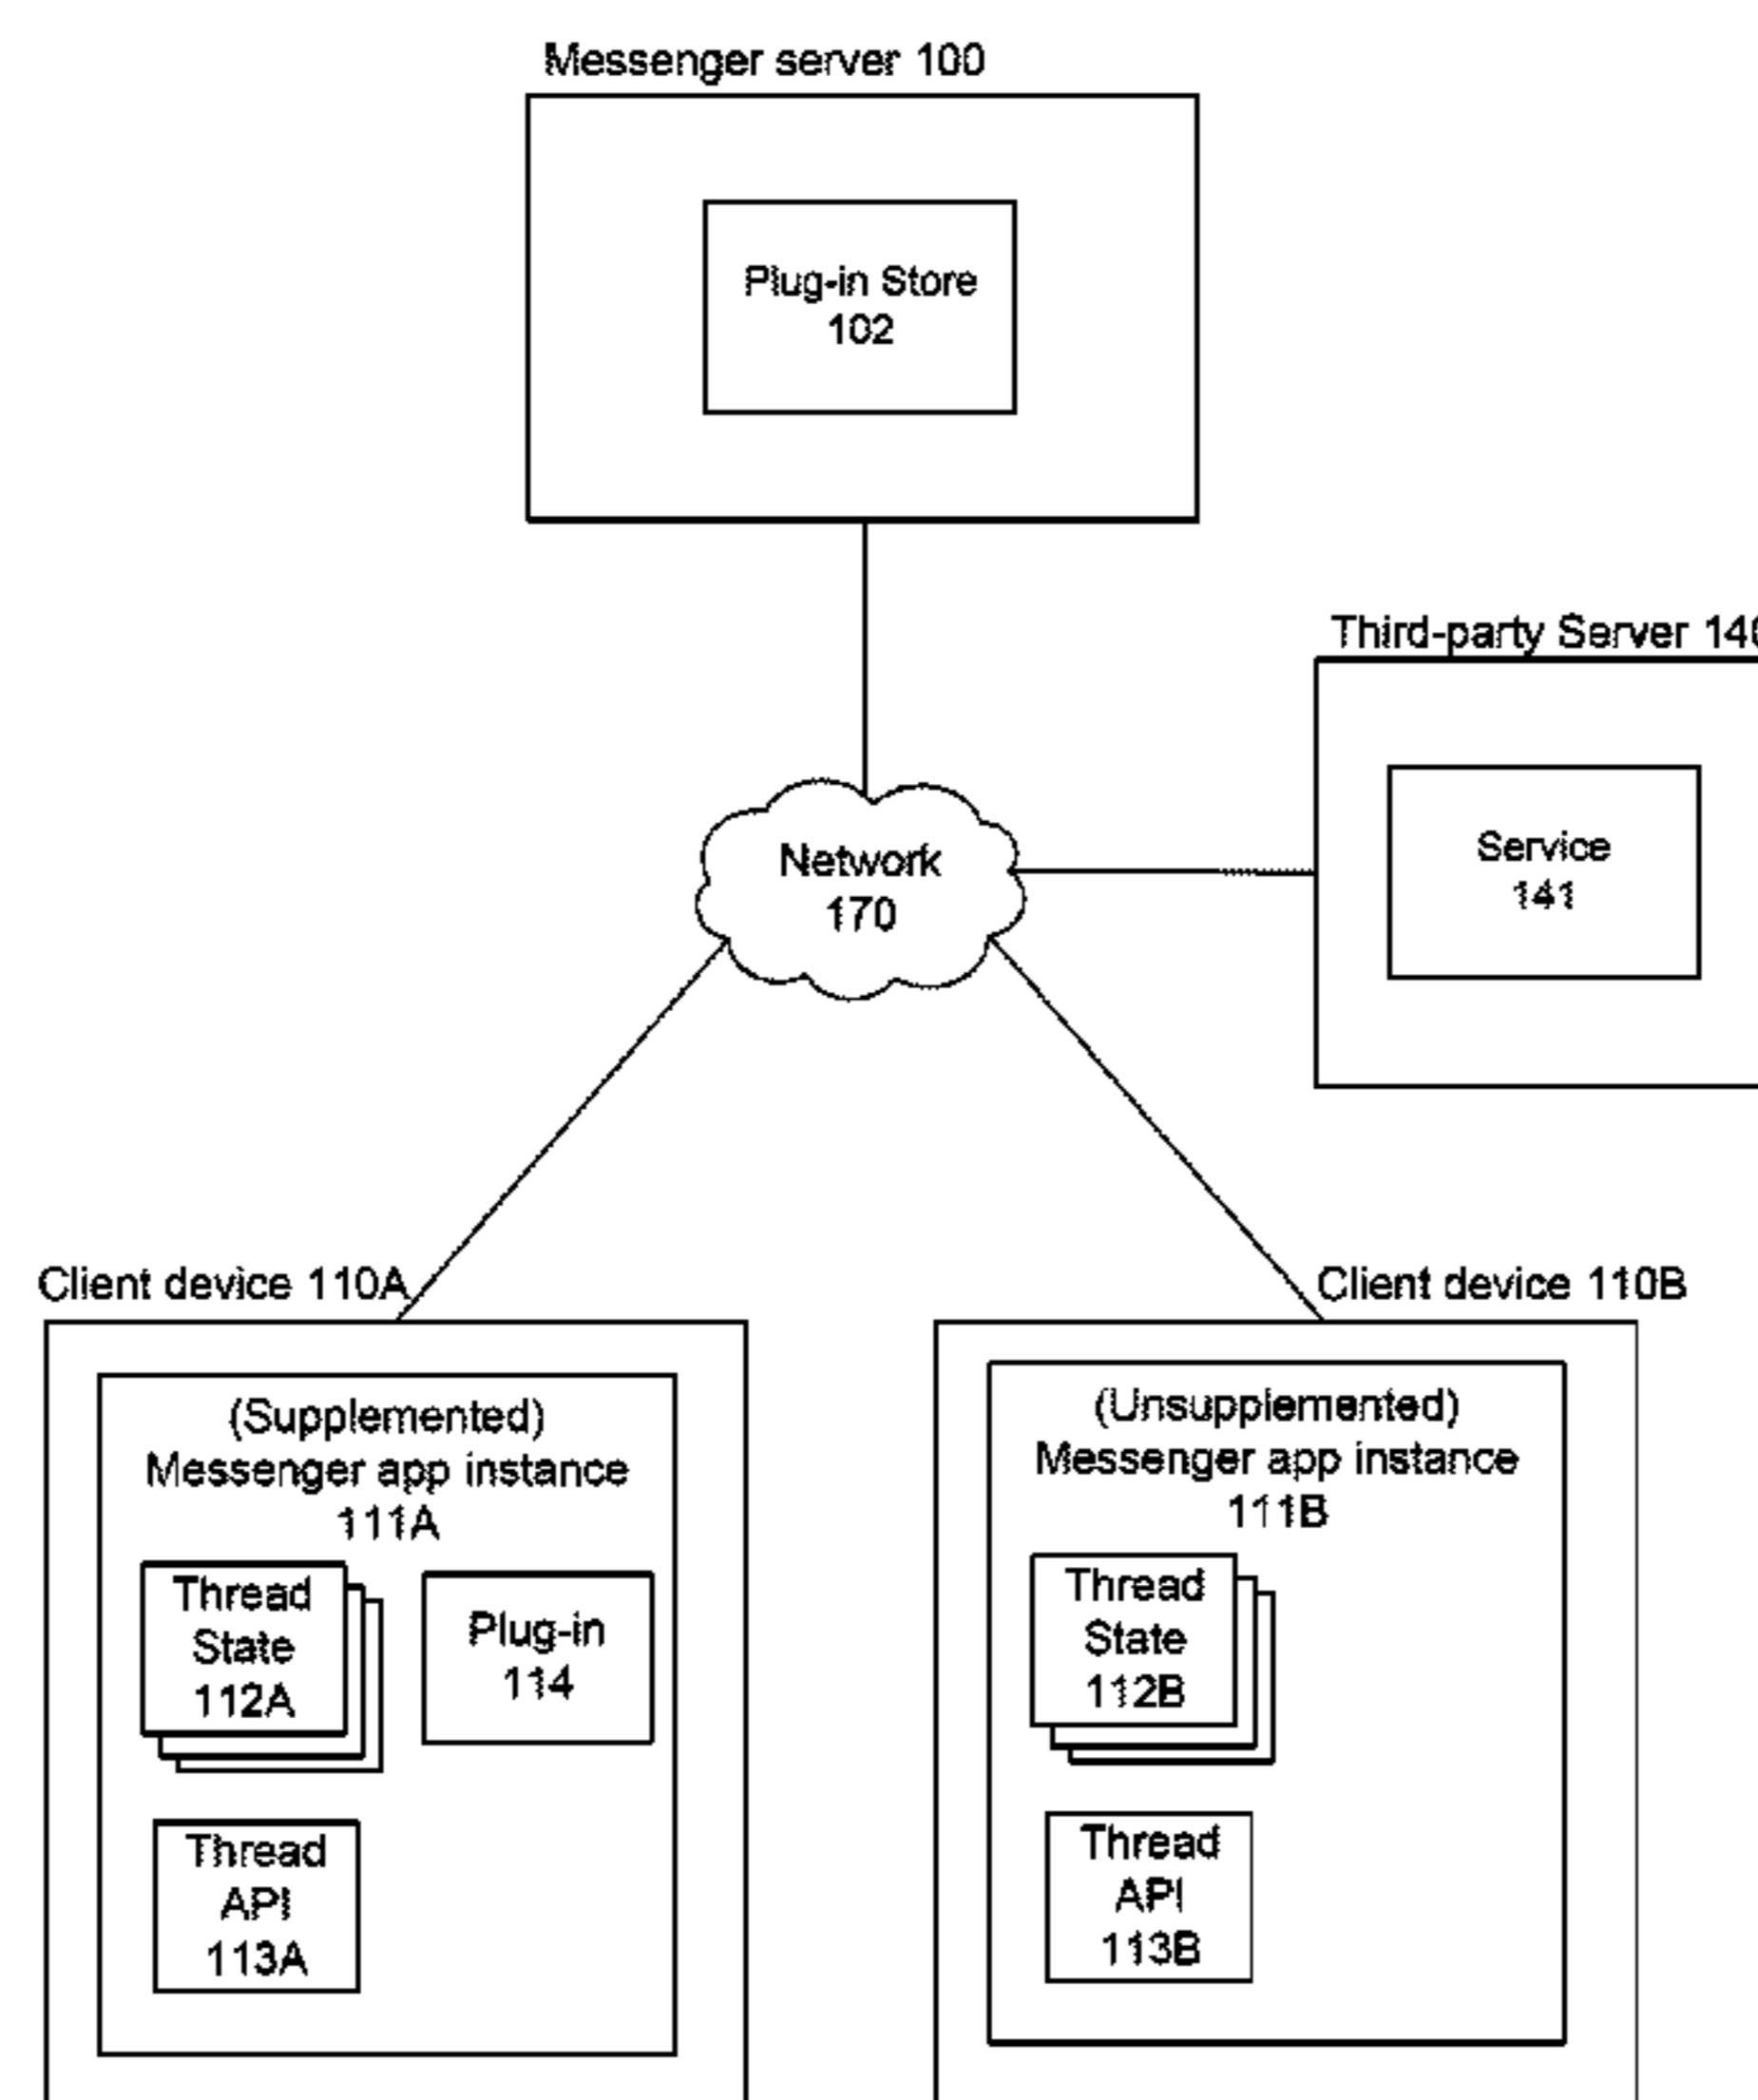 Messenger server 100
Plug-in Store
102
Third-party Server 140
Service
141
Network
170
Client device 110A
Client device 110B
(Supplemented)
Messenger app instance
111A
Thread
State
112A
Plug-in
114
Thread
API
113A
(Unsupplemented)
Messenger app instance
111B
Thread
State
112B
Thread
API
113B